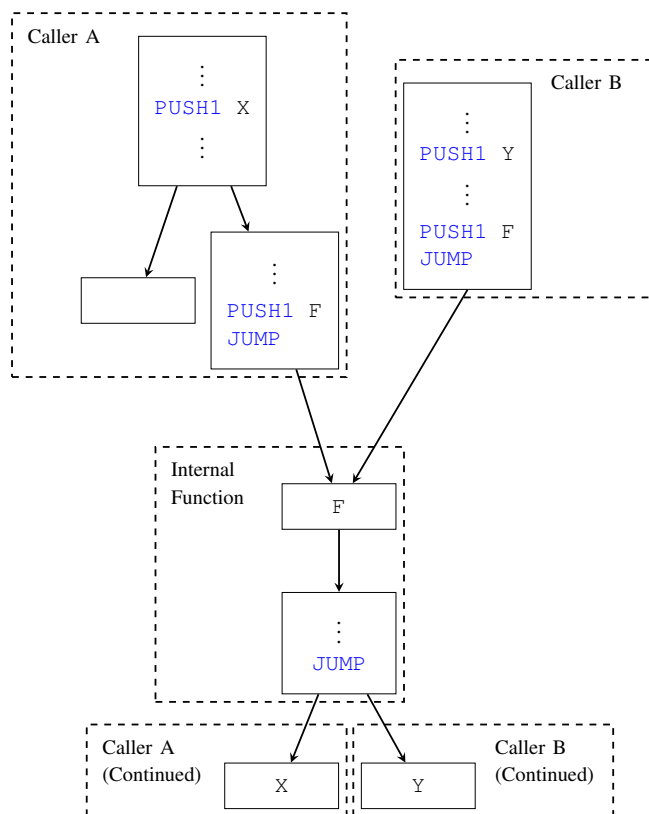 Caller A
⋮
PUSH1 X
⋮
Caller B
⋮
PUSH1 Y
⋮
PUSH1 F
JUMP
⋮
PUSH1 F
JUMP
Internal
Function
F
⋮
JUMP
Caller A
(Continued)
X
Caller B
(Continued)
Y